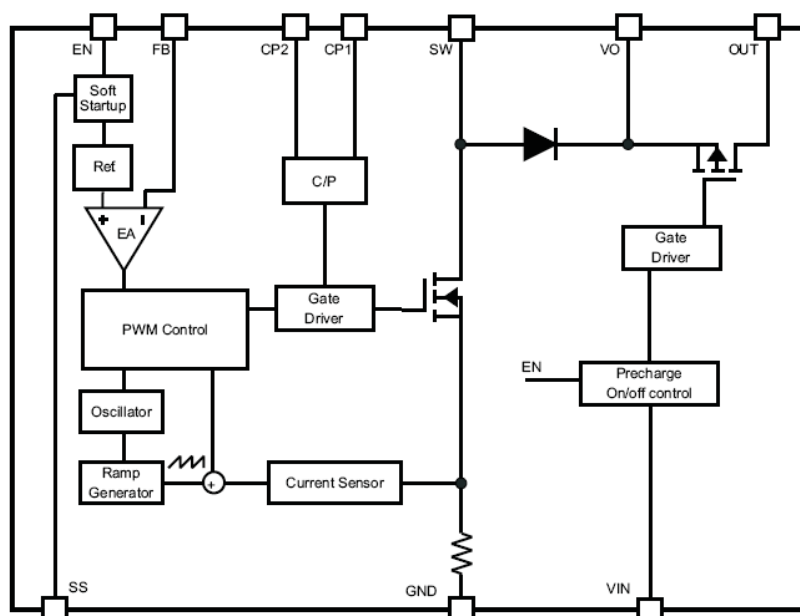 EN
FB
CP2
CP1
SW
VO
OUT
Soft
Startup
Ref
+
EA
C/P
Gate
Driver
Gate
Driver
PWM Control
EN
Precharge
On/off control
Oscillator
Ramp
Generator
+
Current Sensor
SS
GND
VIN